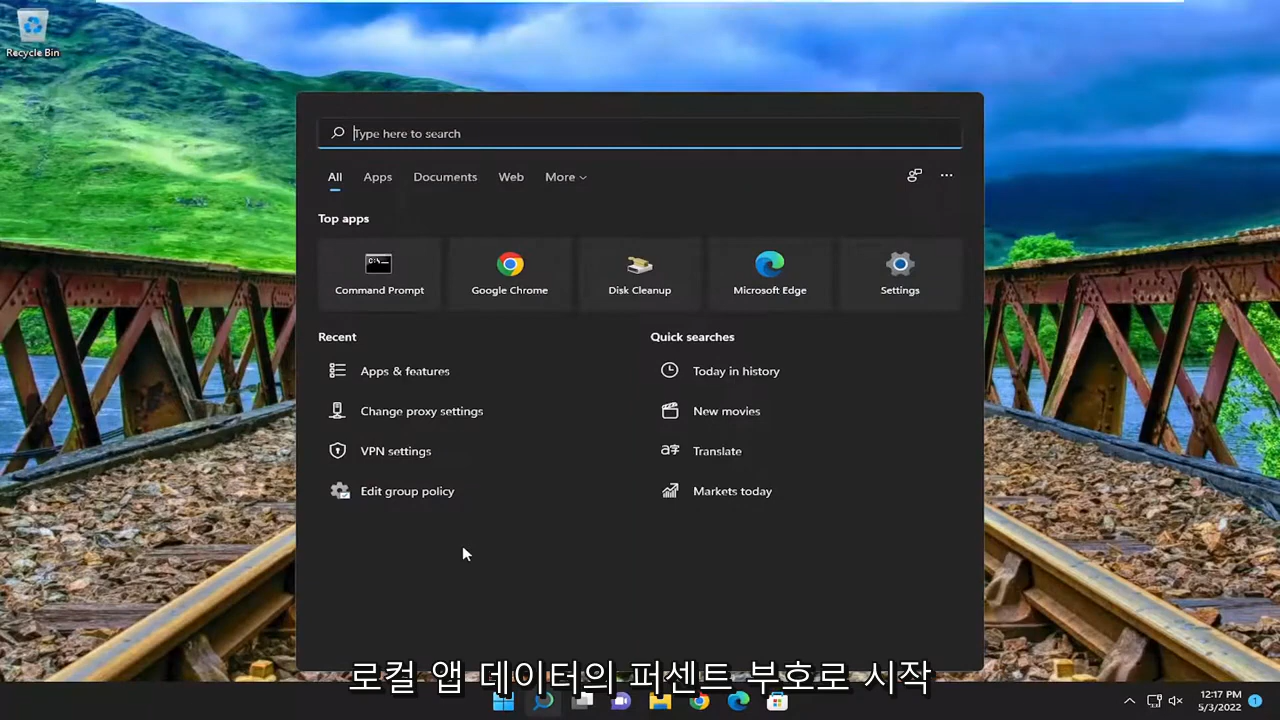 Recycle Bin
Type here to search
All Apps Documents Web More
Top apps
Command Prompt Google Chrome Disk Cleanup Microsoft Edge Settings
Recent Quick searches
Apps & features Today in history
Change proxy settings New movies
VPN settings Translate
Edit group policy Markets today
로컬 앱 데이터의 퍼센트 부호로 시작
12:17 PM
5/3/2022
1